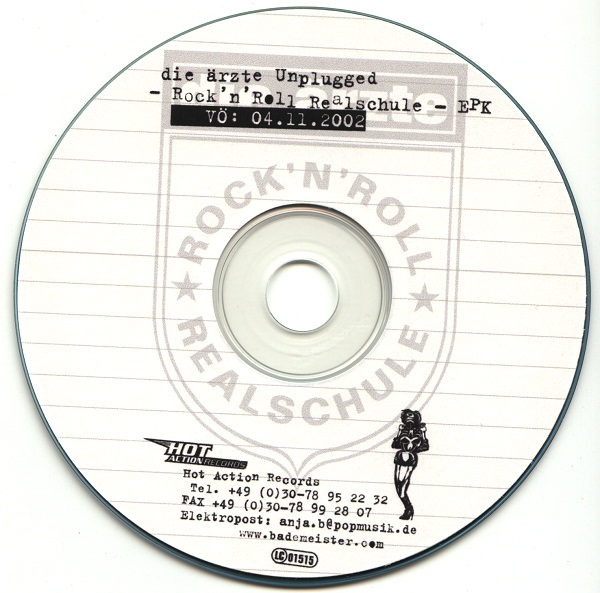 die ärzte
die ärzte Unplugged
- Rock'n'Roll Realschule - EPK
VÖ: 04.11.2002
ROCK'N'ROLL
★ REALSCHULE ★
HOT
ACTION RECORDS
Hot Action Records
Tel. +49 (0)30-78 95 22 32
FAX +49 (0)30-78 99 28 07
Elektropost: anja.b@popmusik.de
www.bademeister.com
LC 01515